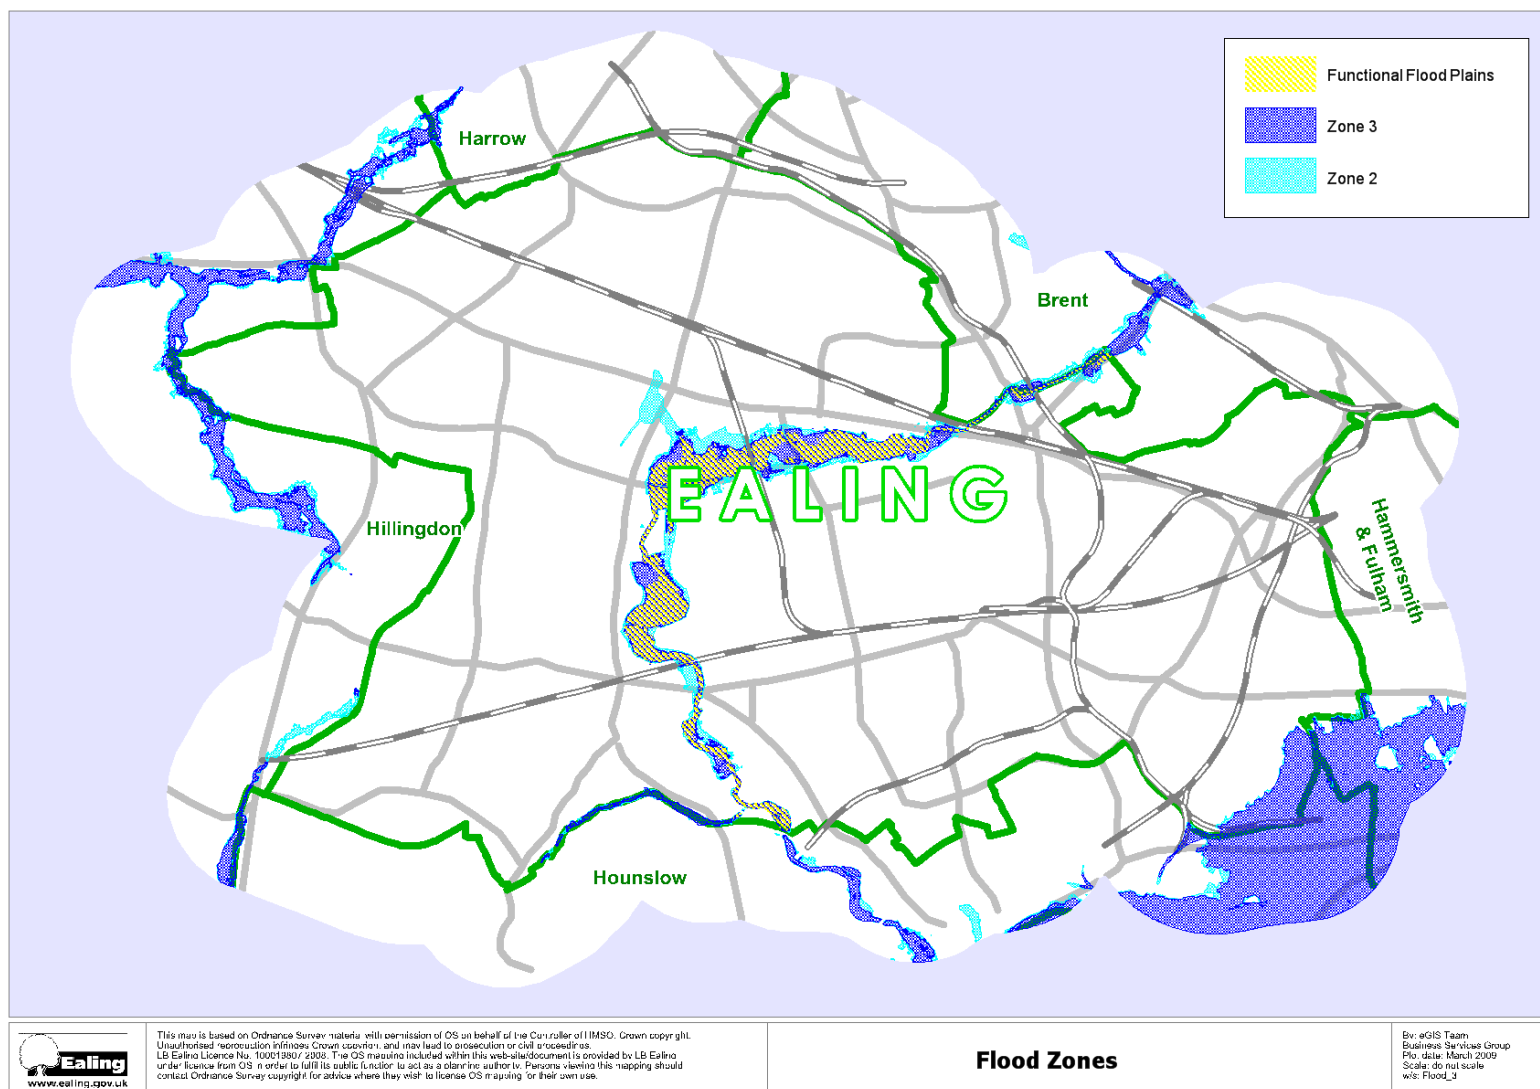 Functional Flood Plains
Zone 3
Zone 2
Harrow
Brent
EALING
Hillingdon
Hammersmith
& Fulham
Hounslow
Ealing
www.ealing.gov.uk
This map is based on Ordnance Survey material with permission of OS on behalf of the Controller of HMSO. Crown copyright.
Unauthorised reproduction infringes Crown copyright and may lead to prosecution or civil proceedings.
LB Ealing Licence No. 100019807 2008. The OS mapping included within this web-site/document is provided by LB Ealing
under licence from OS in order to fulfil its public function to act as a planning authority. Persons viewing this mapping should
contact Ordnance Survey copyright for advice where they wish to license OS mapping for their own use.
Flood Zones
By: eGIS Team
Business Services Group
Plot date: March 2009
Scale: do not scale
w/s: Flood_3